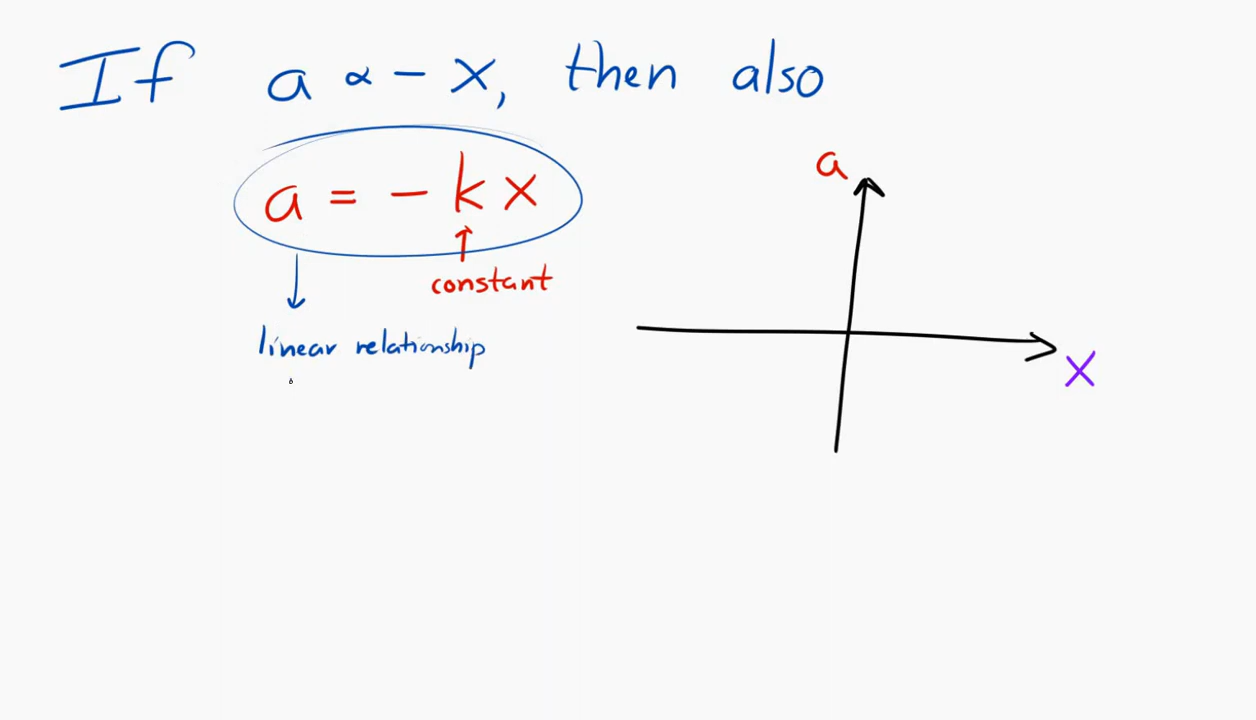 If a ∝ - x, then also
a = - k x
constant
linear relationship
a
x